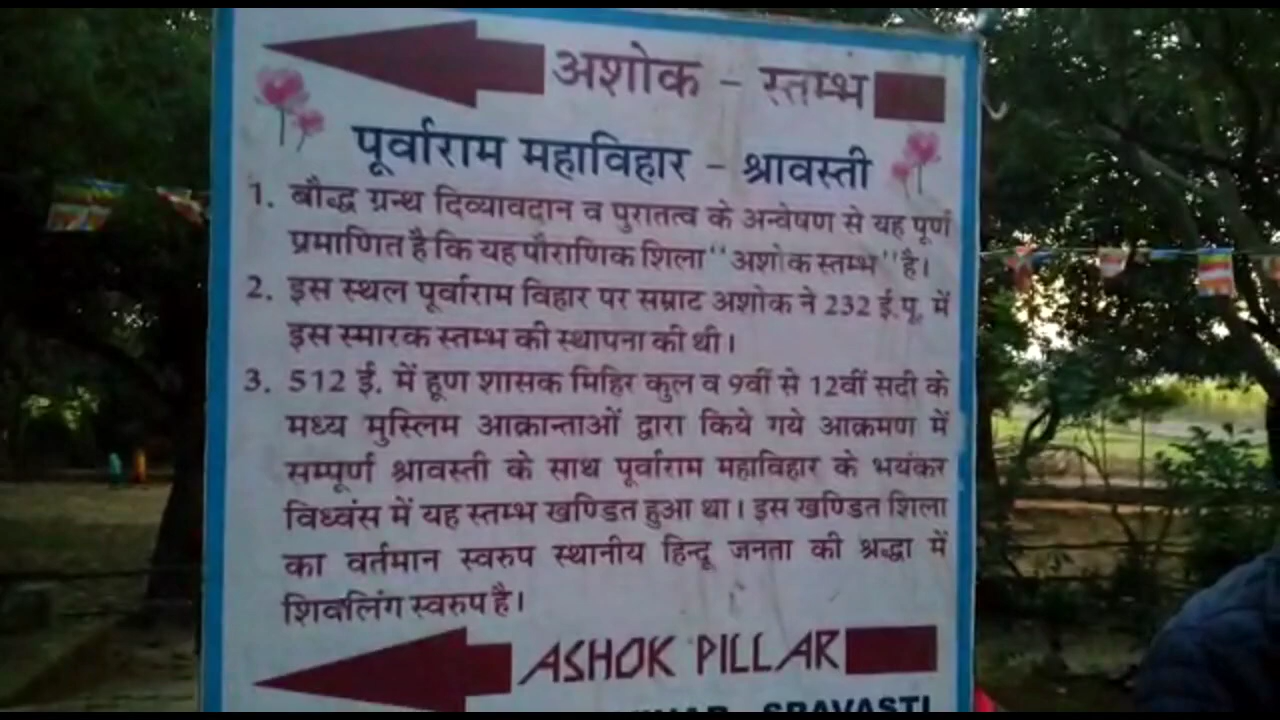 अशोक - स्तम्भ
पूर्वाराम महाविहार - श्रावस्ती
1. बौद्ध ग्रन्थ दिव्यावदान व पुरातत्व के अन्वेषण से यह पूर्ण
प्रमाणित है कि यह पौराणिक शिला "अशोक स्तम्भ" है।
2. इस स्थल पूर्वाराम विहार पर सम्राट अशोक ने 232 ई.पू. में
इस स्मारक स्तम्भ की स्थापना की थी।
3. 512 ई. में हूण शासक मिहिर कुल व 9वीं से 12वीं सदी के
मध्य मुस्लिम आक्रान्ताओं द्वारा किये गये आक्रमण में
सम्पूर्ण श्रावस्ती के साथ पूर्वाराम महाविहार के भयंकर
विध्वंस में यह स्तम्भ खण्डित हुआ था। इस खण्डित शिला
का वर्तमान स्वरुप स्थानीय हिन्दू जनता की श्रद्धा में
शिवलिंग स्वरुप है।
ASHOK PILLAR
SRAVASTI